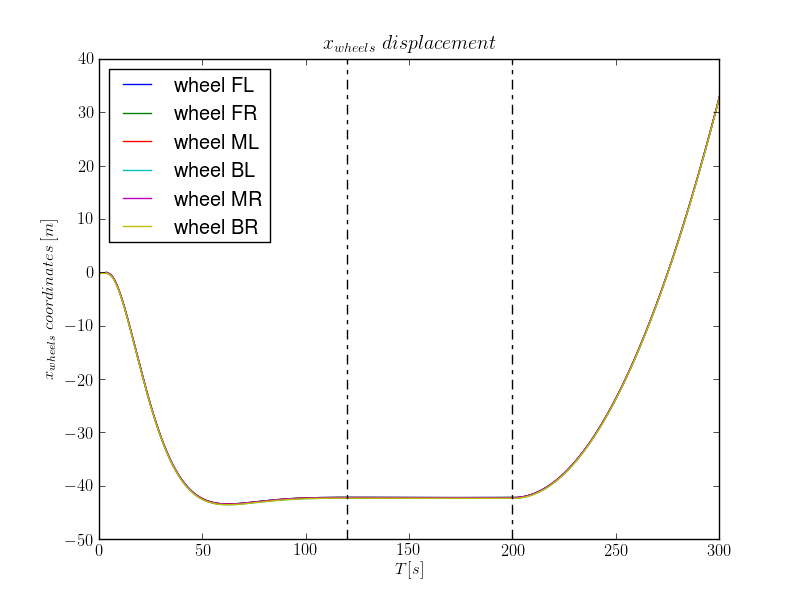 x_wheels displacement
40
30
20
10
0
−10
−20
−30
−40
−50
x_wheels coordinates [m]
wheel FL
wheel FR
wheel ML
wheel BL
wheel MR
wheel BR
0 50 100 150 200 250 300
T[s]